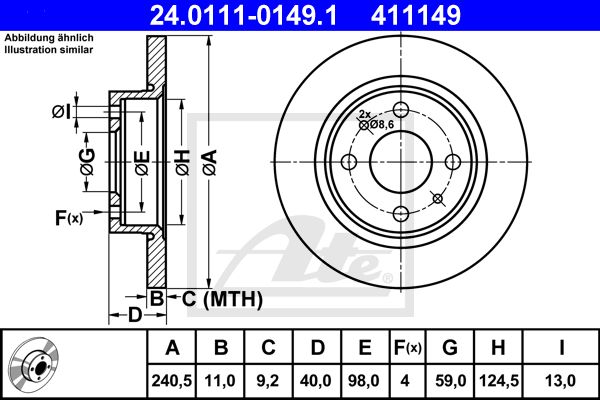 24.0111-0149.1 411149
Abbildung ähnlich
Illustration similar
ØI
ØG
ØE
ØH
ØA
F(x)
B
C (MTH)
D
2x
Ø8,6
Ate
A B C D E F(x) G H I
240,5 11,0 9,2 40,0 98,0 4 59,0 124,5 13,0